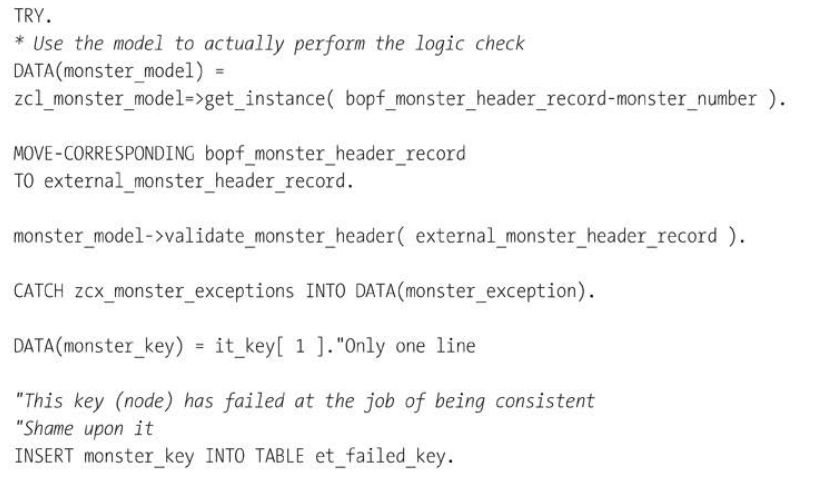 TRY.
* Use the model to actually perform the logic check
DATA(monster_model) =
zcl_monster_model=>get_instance( bopf_monster_header_record-monster_number ).
MOVE-CORRESPONDING bopf_monster_header_record
TO external_monster_header_record.
monster_model->validate_monster_header( external_monster_header_record ).
CATCH zcx_monster_exceptions INTO DATA(monster_exception).
DATA(monster_key) = it_key[ 1 ]."Only one line
"This key (node) has failed at the job of being consistent
"Shame upon it
INSERT monster_key INTO TABLE et_failed_key.